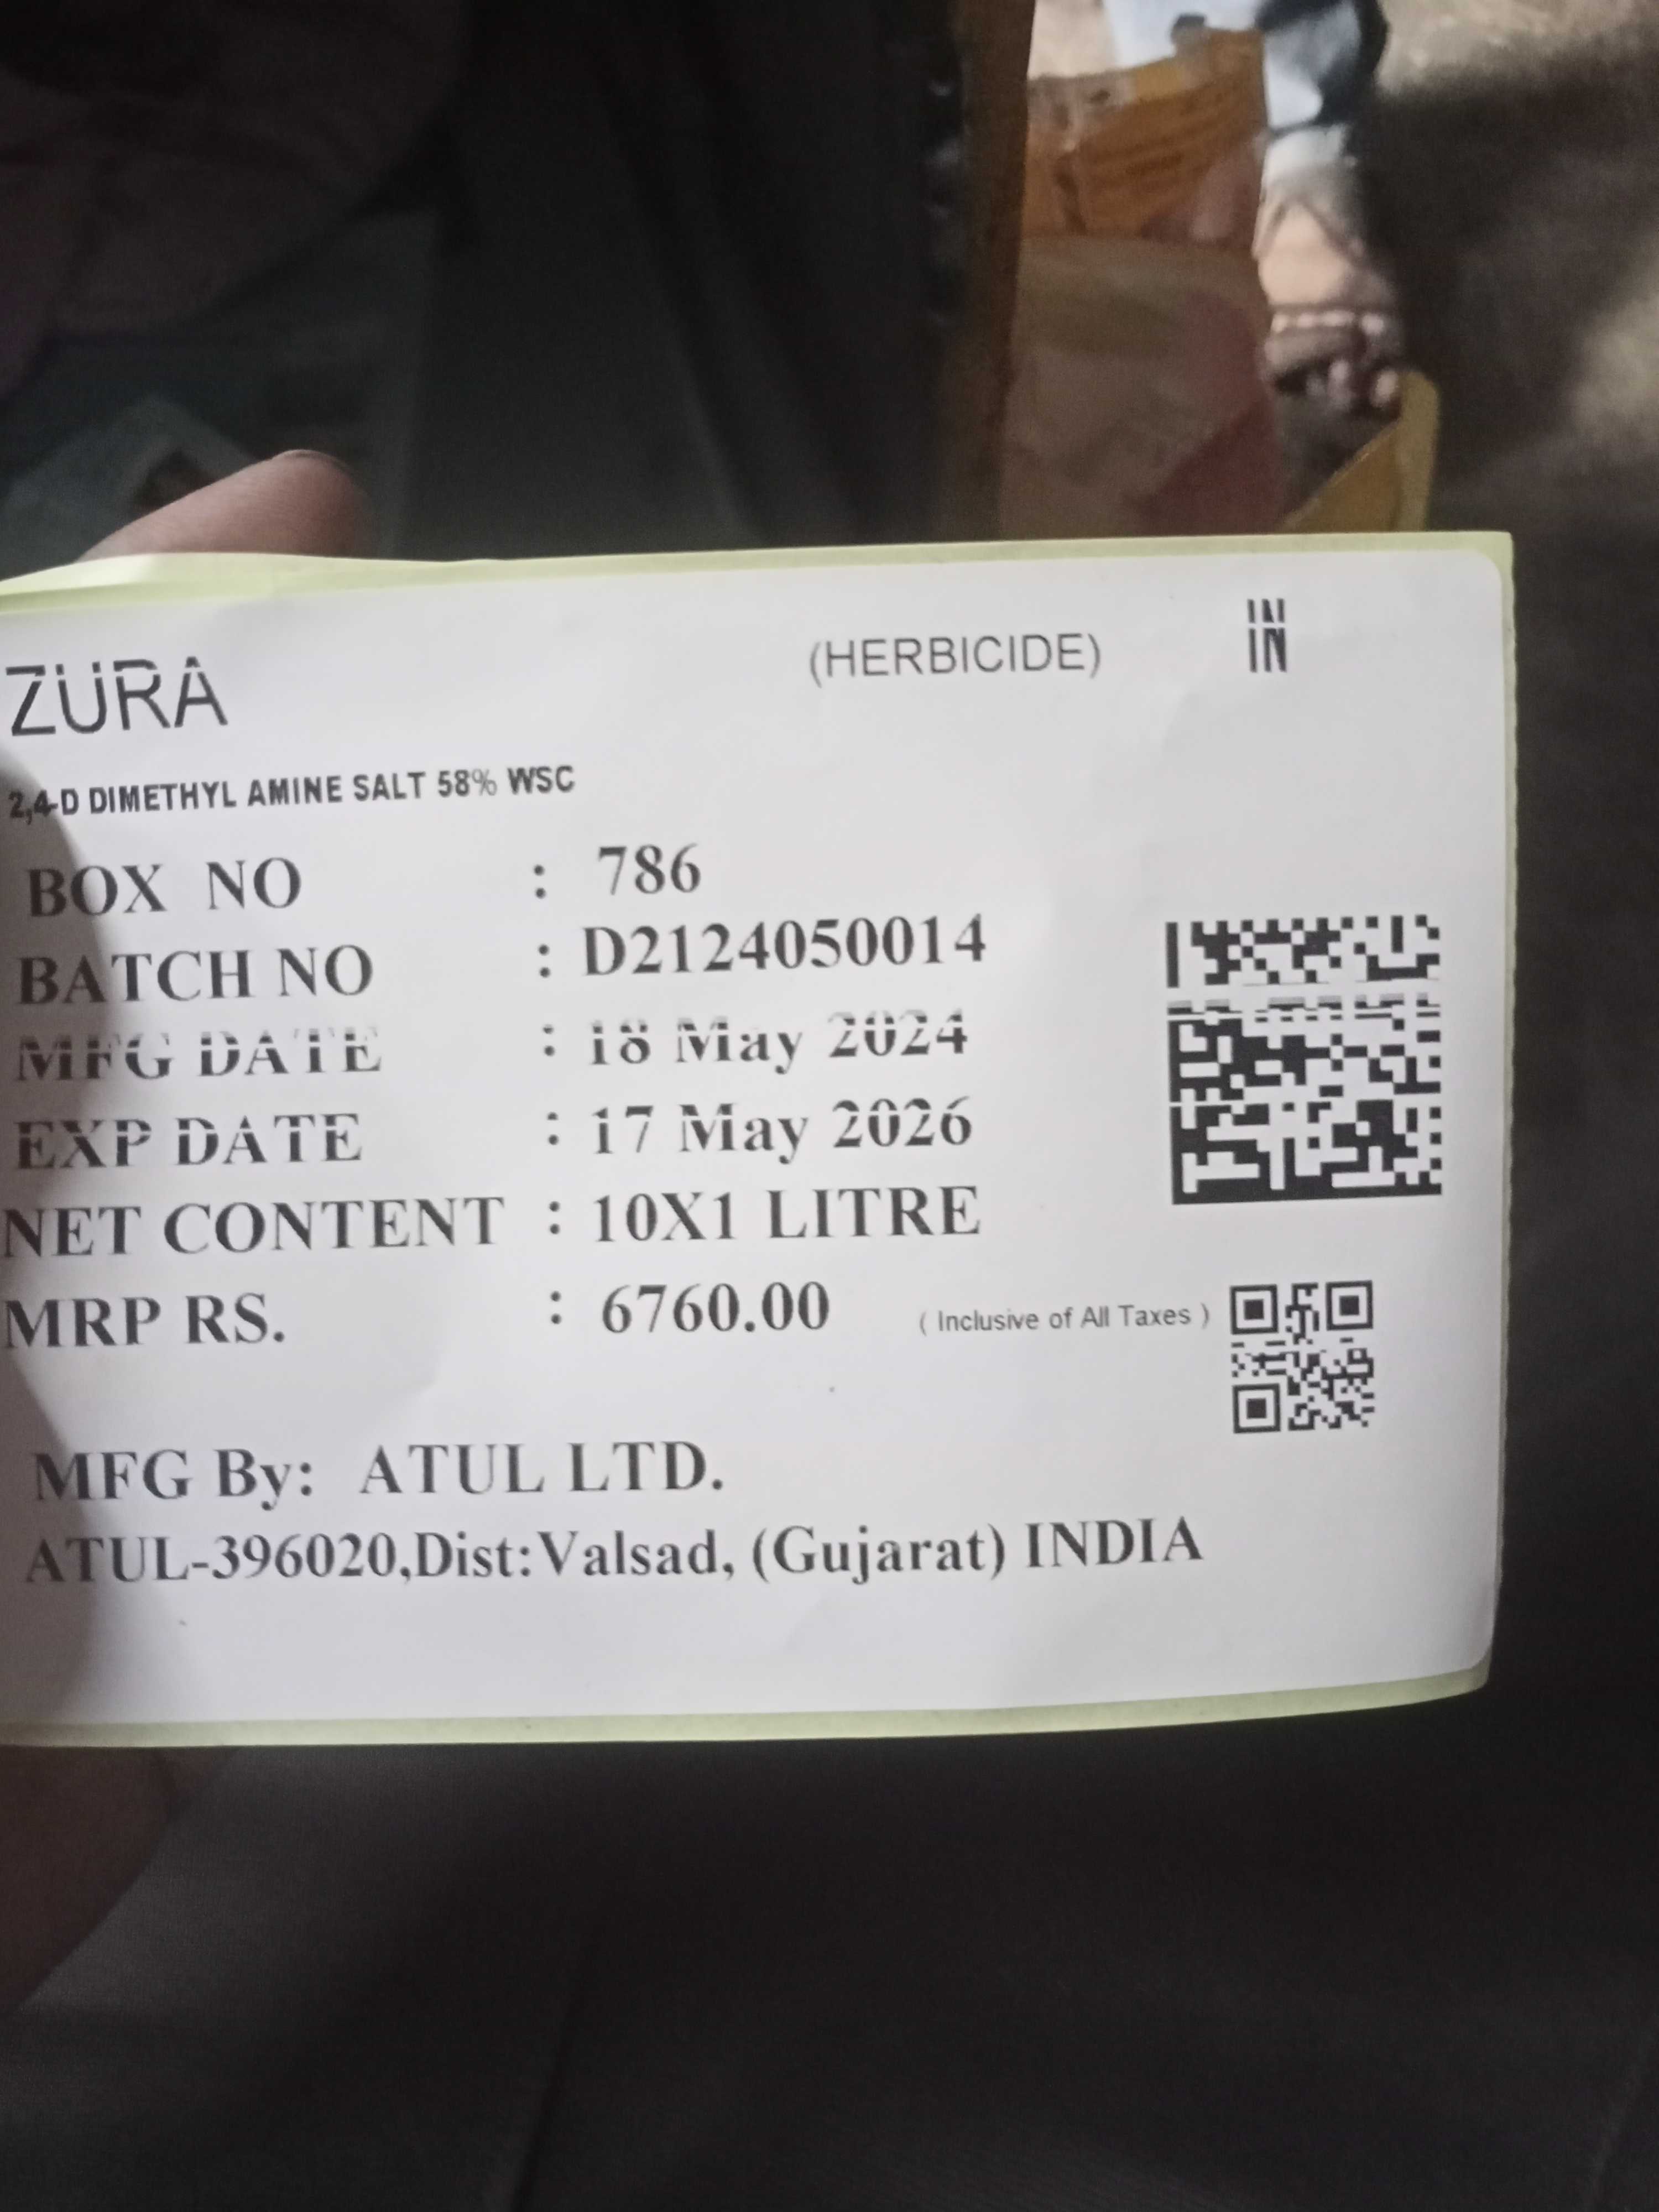 ZURA (HERBICIDE) IN
2,4-D DIMETHYL AMINE SALT 58% WSC
BOX NO : 786
BATCH NO : D2124050014
MFG DATE : 18 May 2024
EXP DATE : 17 May 2026
NET CONTENT : 10X1 LITRE
MRP RS. : 6760.00 ( Inclusive of All Taxes )
MFG By: ATUL LTD.
ATUL-396020,Dist:Valsad, (Gujarat) INDIA